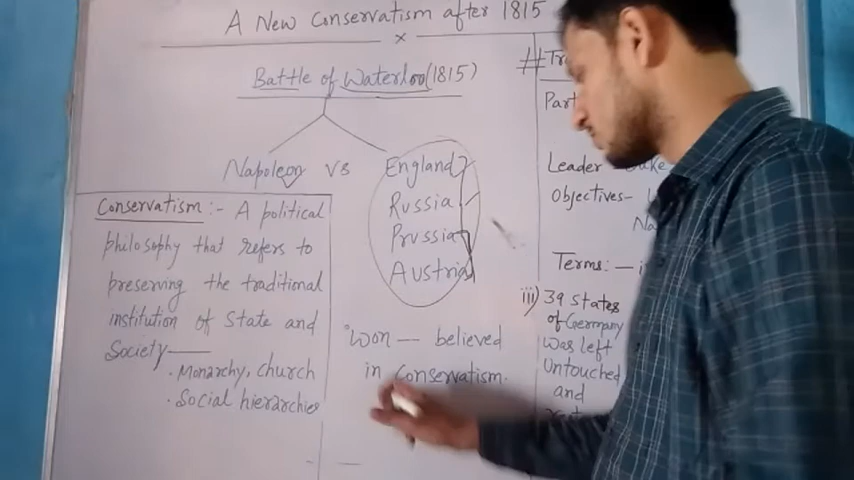 A New Conservatism after 1815
×
Battle of Waterloo (1815)
Napoleon vs
England
Russia
Prussia
Austria
Conservatism :- A political
philosophy that refers to
preserving the traditional
institution of State and
Society —
. Monarchy, church
. Social hierarchies
Won — believed
in Conservatism.
#
Leader
Objectives -
Terms: -
iii) 39 States
of Germany
was left
Untouched
and